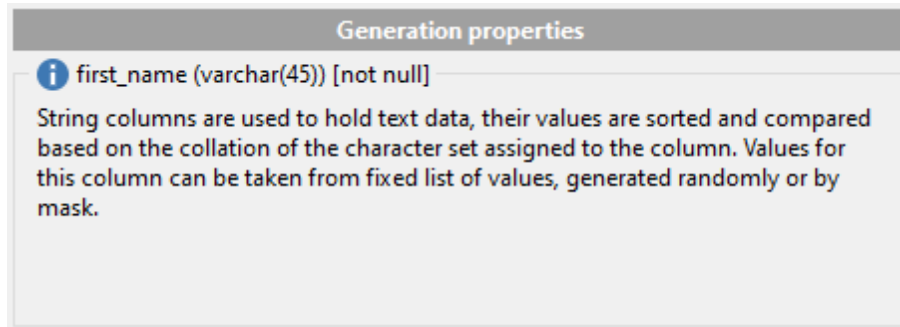 Generation properties
first_name (varchar(45)) [not null]
String columns are used to hold text data, their values are sorted and compared
based on the collation of the character set assigned to the column. Values for
this column can be taken from fixed list of values, generated randomly or by
mask.